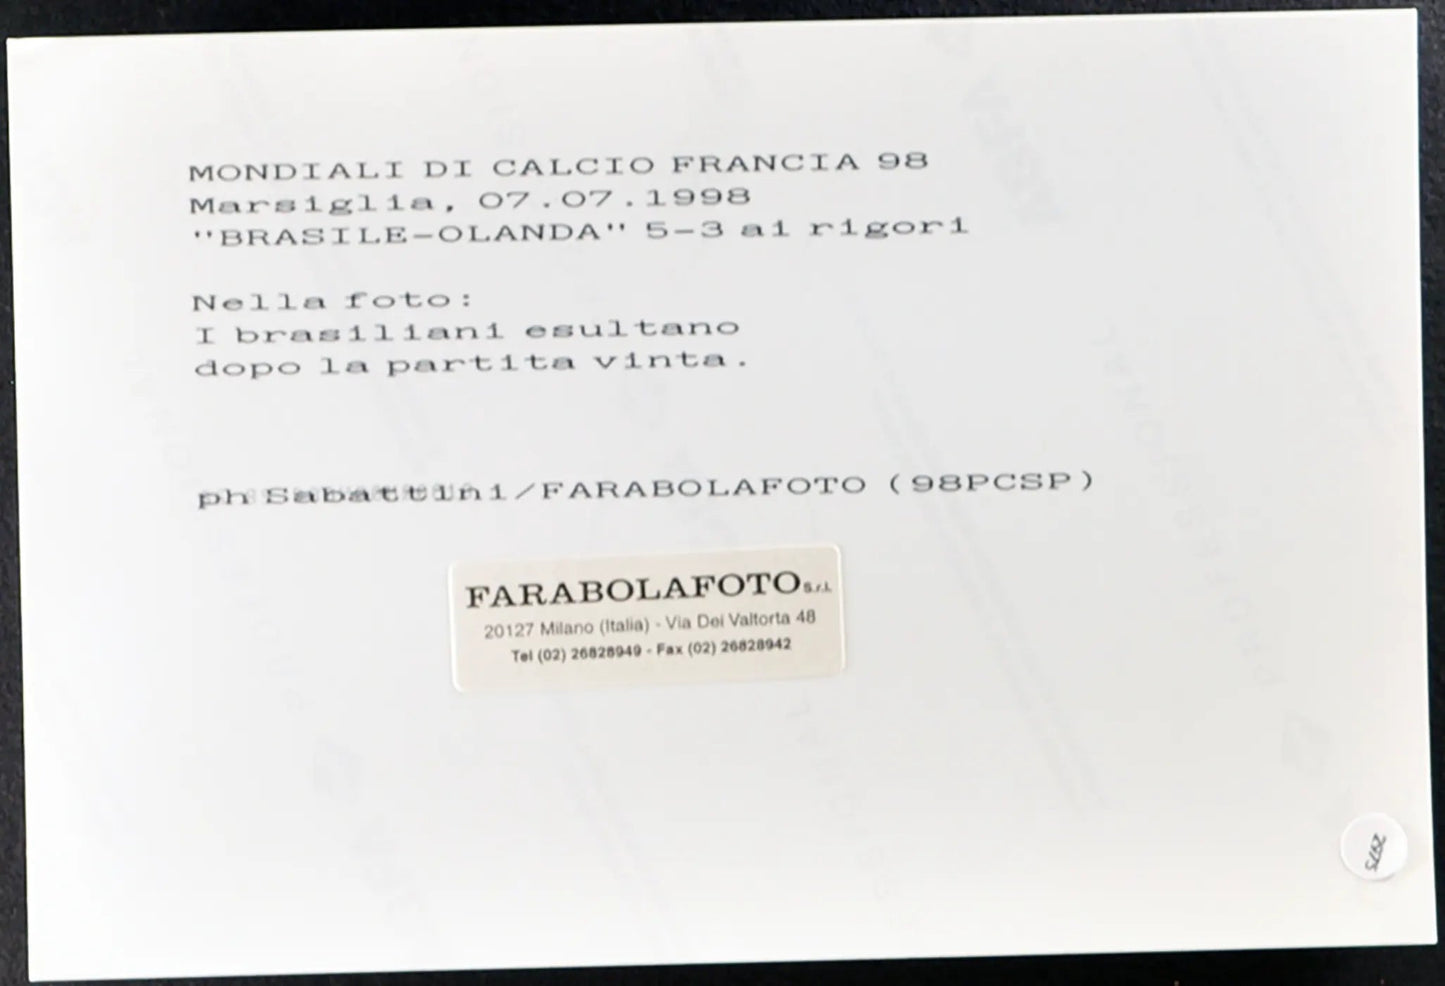 MONDIALI DI CALCIO FRANCIA 98
Marsiglia, 07.07.1998
"BRASILE-OLANDA" 5-3 ai rigori
Nella foto:
I brasiliani esultano
dopo la partita vinta.
ph Sabattini/FARABOLAFOTO (98PCSP)
FARABOLAFOTO S.r.l.
20127 Milano (Italia) - Via Dei Valtorta 48
Tel (02) 26828949 - Fax (02) 26828942
2975